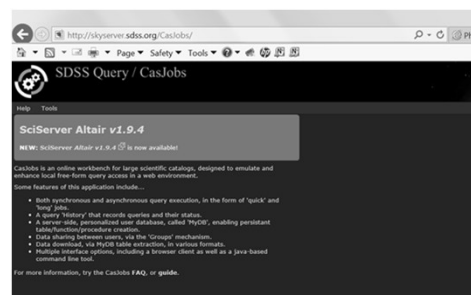 http://skyserver.sdss.org/CasJobs/
Page Safety Tools
SDSS Query / CasJobs
Help Tools
SciServer Altair v1.9.4
NEW: SciServer Altair v1.9.4 is now available!
CasJobs is an online workbench for large scientific catalogs, designed to emulate and
enhance local free-form query access in a web environment.
Some features of this application include...
Both synchronous and asynchronous query execution, in the form of 'quick' and
'long' jobs.
A query 'History' that records queries and their status.
A server-side, personalized user database, called 'MyDB', enabling persistant
table/function/procedure creation.
Data sharing between users, via the 'Groups' mechanism.
Data download, via MyDB table extraction, in various formats.
Multiple interface options, including a browser client as well as a java-based
command line tool.
For more information, try the CasJobs FAQ, or guide.